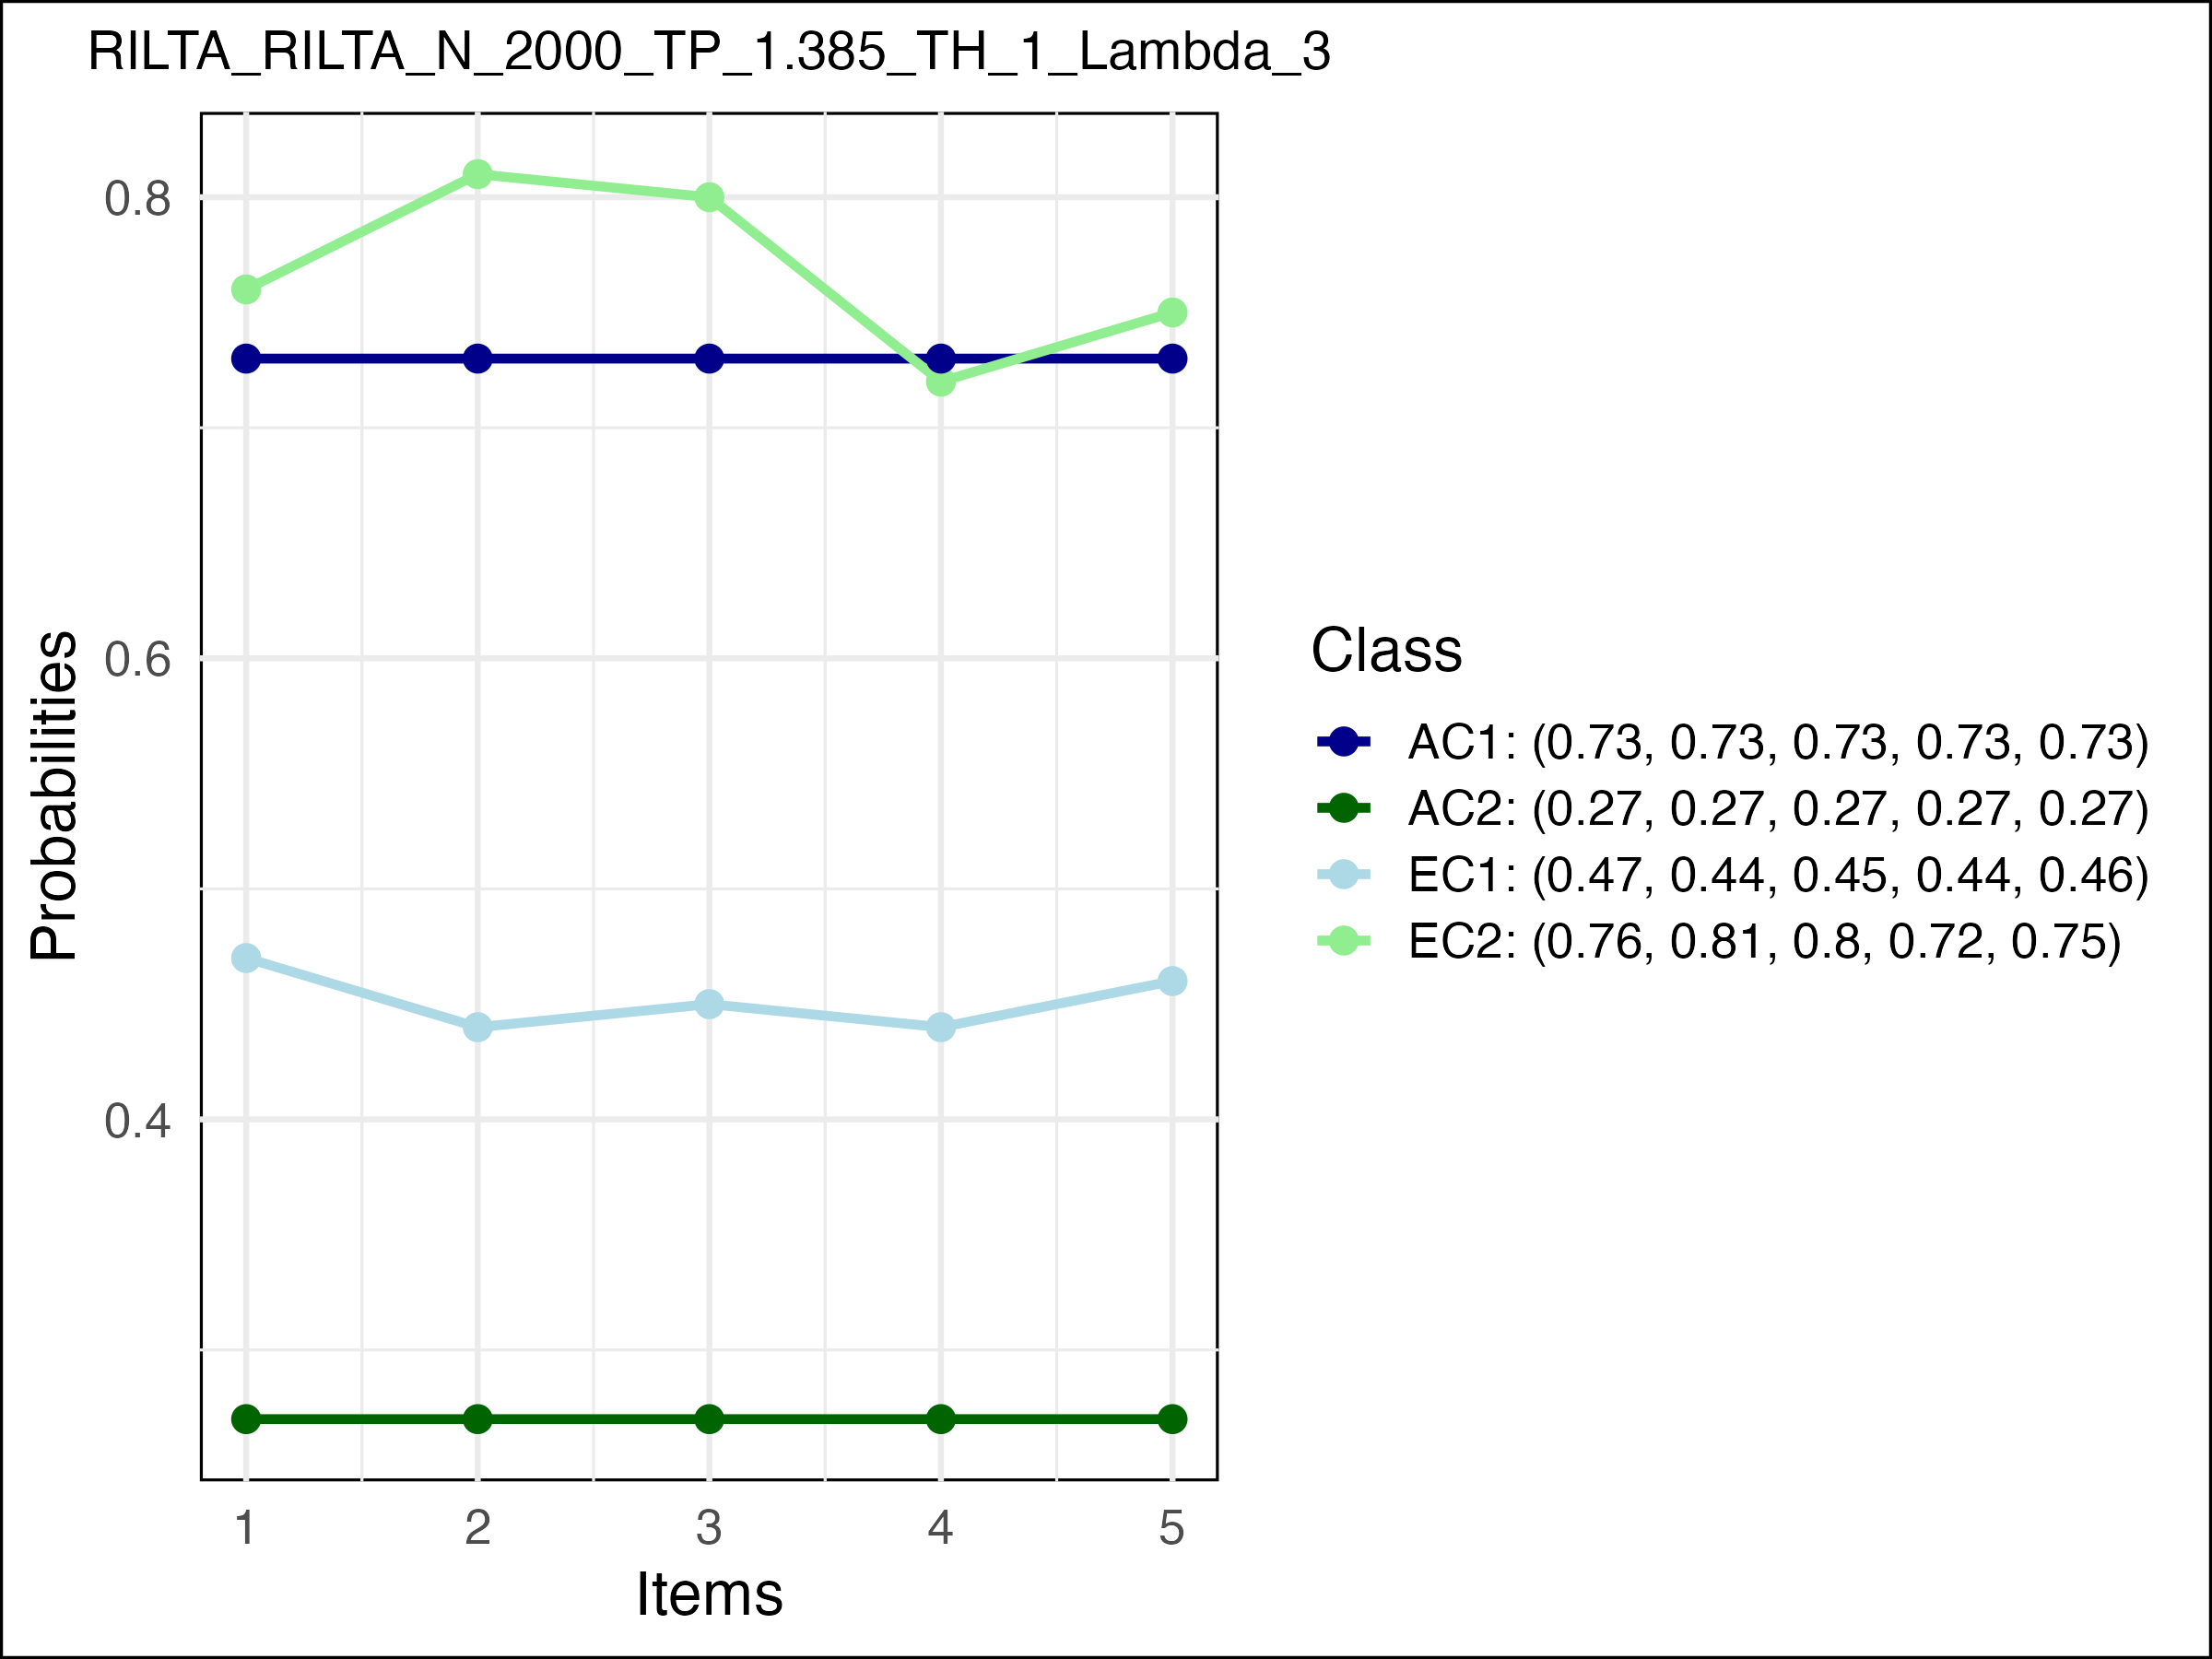 RILTA_RILTA_N_2000_TP_1.385_TH_1_Lambda_3
0.8
0.6
0.4
Probabilities
1 2 3 4 5
Items
Class
AC1: (0.73, 0.73, 0.73, 0.73, 0.73)
AC2: (0.27, 0.27, 0.27, 0.27, 0.27)
EC1: (0.47, 0.44, 0.45, 0.44, 0.46)
EC2: (0.76, 0.81, 0.8, 0.72, 0.75)